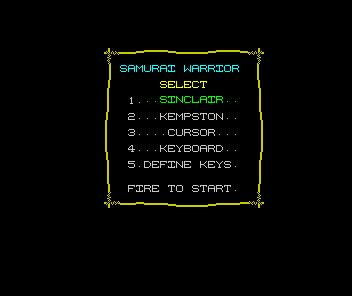 SAMURAI WARRIOR
SELECT
1...SINCLAIR..
2...KEMPSTON..
3....CURSOR...
4...KEYBOARD..
5.DEFINE KEYS.
FIRE TO START.